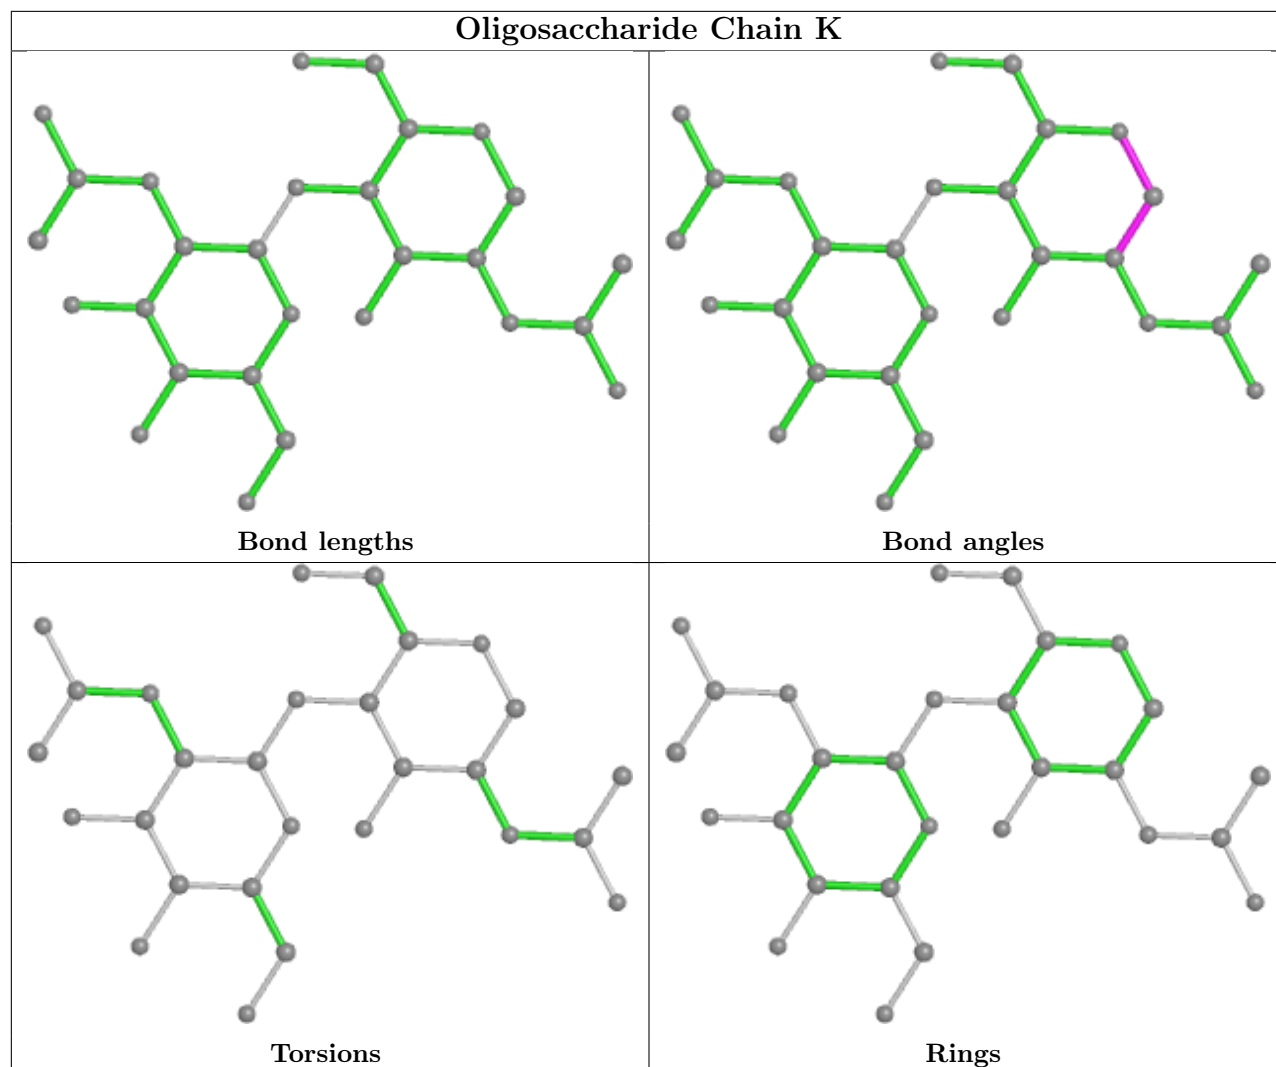 Oligosaccharide Chain K
Bond lengths
Bond angles
Torsions
Rings